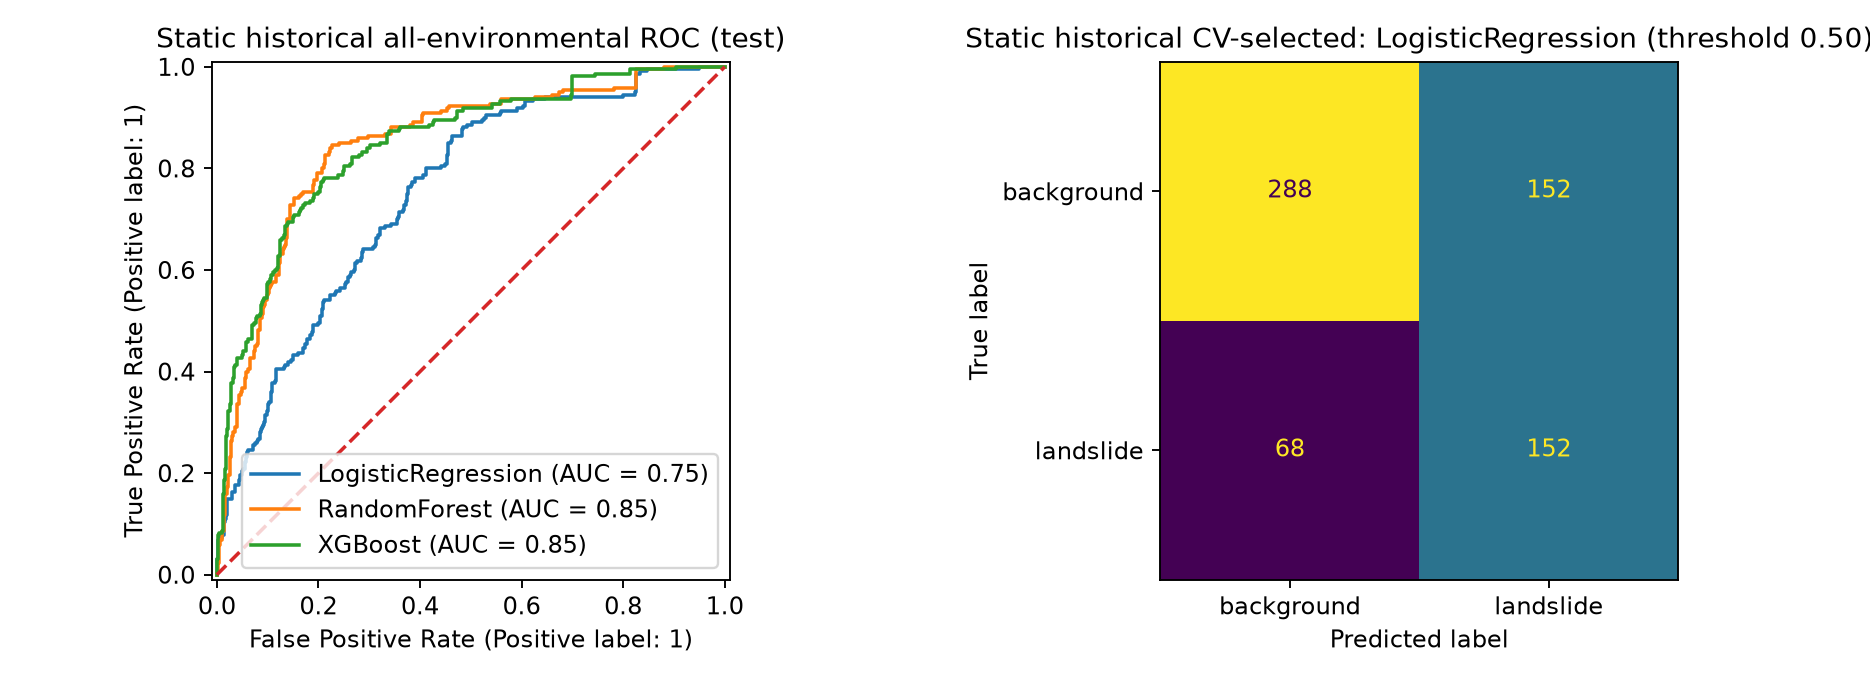 Static historical all-environmental ROC (test)
True Positive Rate (Positive label: 1)
1.0
0.8
0.6
0.4
0.2
0.0
LogisticRegression (AUC = 0.75)
RandomForest (AUC = 0.85)
XGBoost (AUC = 0.85)
0.0 0.2 0.4 0.6 0.8 1.0
False Positive Rate (Positive label: 1)
Static historical CV-selected: LogisticRegression (threshold 0.50)
True label
background 288 152
landslide 68 152
background landslide
Predicted label